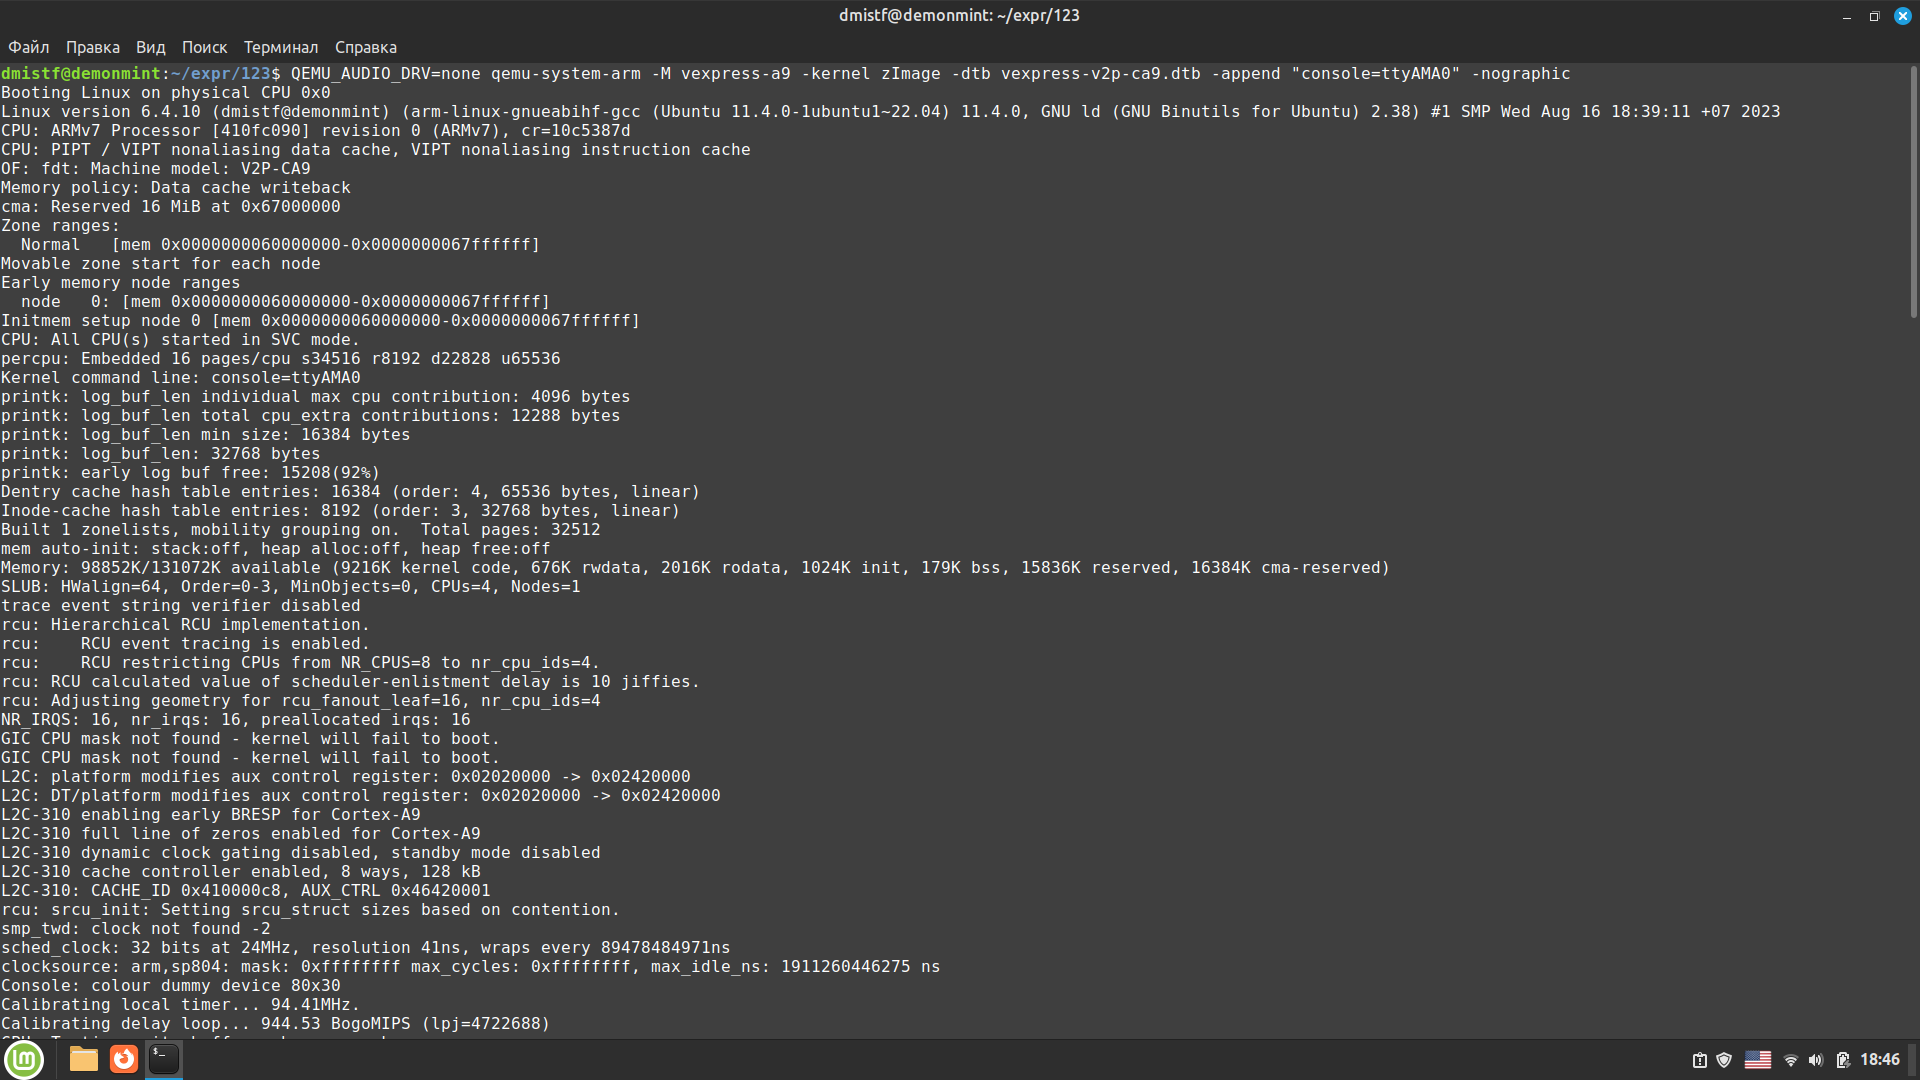 dmistf@demonmint: ~/expr/123
Файл Правка Вид Поиск Терминал Справка
dmistf@demonmint:~/expr/123$ QEMU_AUDIO_DRV=none qemu-system-arm -M vexpress-a9 -kernel zImage -dtb vexpress-v2p-ca9.dtb -append "console=ttyAMA0" -nographic
Booting Linux on physical CPU 0x0
Linux version 6.4.10 (dmistf@demonmint) (arm-linux-gnueabihf-gcc (Ubuntu 11.4.0-1ubuntu1~22.04) 11.4.0, GNU ld (GNU Binutils for Ubuntu) 2.38) #1 SMP Wed Aug 16 18:39:11 +07 2023
CPU: ARMv7 Processor [410fc090] revision 0 (ARMv7), cr=10c5387d
CPU: PIPT / VIPT nonaliasing data cache, VIPT nonaliasing instruction cache
OF: fdt: Machine model: V2P-CA9
Memory policy: Data cache writeback
cma: Reserved 16 MiB at 0x67000000
Zone ranges:
  Normal   [mem 0x0000000060000000-0x0000000067ffffff]
Movable zone start for each node
Early memory node ranges
  node   0: [mem 0x0000000060000000-0x0000000067ffffff]
Initmem setup node 0 [mem 0x0000000060000000-0x0000000067ffffff]
CPU: All CPU(s) started in SVC mode.
percpu: Embedded 16 pages/cpu s34516 r8192 d22828 u65536
Kernel command line: console=ttyAMA0
printk: log_buf_len individual max cpu contribution: 4096 bytes
printk: log_buf_len total cpu_extra contributions: 12288 bytes
printk: log_buf_len min size: 16384 bytes
printk: log_buf_len: 32768 bytes
printk: early log buf free: 15208(92%)
Dentry cache hash table entries: 16384 (order: 4, 65536 bytes, linear)
Inode-cache hash table entries: 8192 (order: 3, 32768 bytes, linear)
Built 1 zonelists, mobility grouping on.  Total pages: 32512
mem auto-init: stack:off, heap alloc:off, heap free:off
Memory: 98852K/131072K available (9216K kernel code, 676K rwdata, 2016K rodata, 1024K init, 179K bss, 15836K reserved, 16384K cma-reserved)
SLUB: HWalign=64, Order=0-3, MinObjects=0, CPUs=4, Nodes=1
trace event string verifier disabled
rcu: Hierarchical RCU implementation.
rcu:    RCU event tracing is enabled.
rcu:    RCU restricting CPUs from NR_CPUS=8 to nr_cpu_ids=4.
rcu: RCU calculated value of scheduler-enlistment delay is 10 jiffies.
rcu: Adjusting geometry for rcu_fanout_leaf=16, nr_cpu_ids=4
NR_IRQS: 16, nr_irqs: 16, preallocated irqs: 16
GIC CPU mask not found - kernel will fail to boot.
GIC CPU mask not found - kernel will fail to boot.
L2C: platform modifies aux control register: 0x02020000 -> 0x02420000
L2C: DT/platform modifies aux control register: 0x02020000 -> 0x02420000
L2C-310 enabling early BRESP for Cortex-A9
L2C-310 full line of zeros enabled for Cortex-A9
L2C-310 dynamic clock gating disabled, standby mode disabled
L2C-310 cache controller enabled, 8 ways, 128 kB
L2C-310: CACHE_ID 0x410000c8, AUX_CTRL 0x46420001
rcu: srcu_init: Setting srcu_struct sizes based on contention.
smp_twd: clock not found -2
sched_clock: 32 bits at 24MHz, resolution 41ns, wraps every 89478484971ns
clocksource: arm,sp804: mask: 0xffffffff max_cycles: 0xffffffff, max_idle_ns: 1911260446275 ns
Console: colour dummy device 80x30
Calibrating local timer... 94.41MHz.
Calibrating delay loop... 944.53 BogoMIPS (lpj=4722688)
18:46